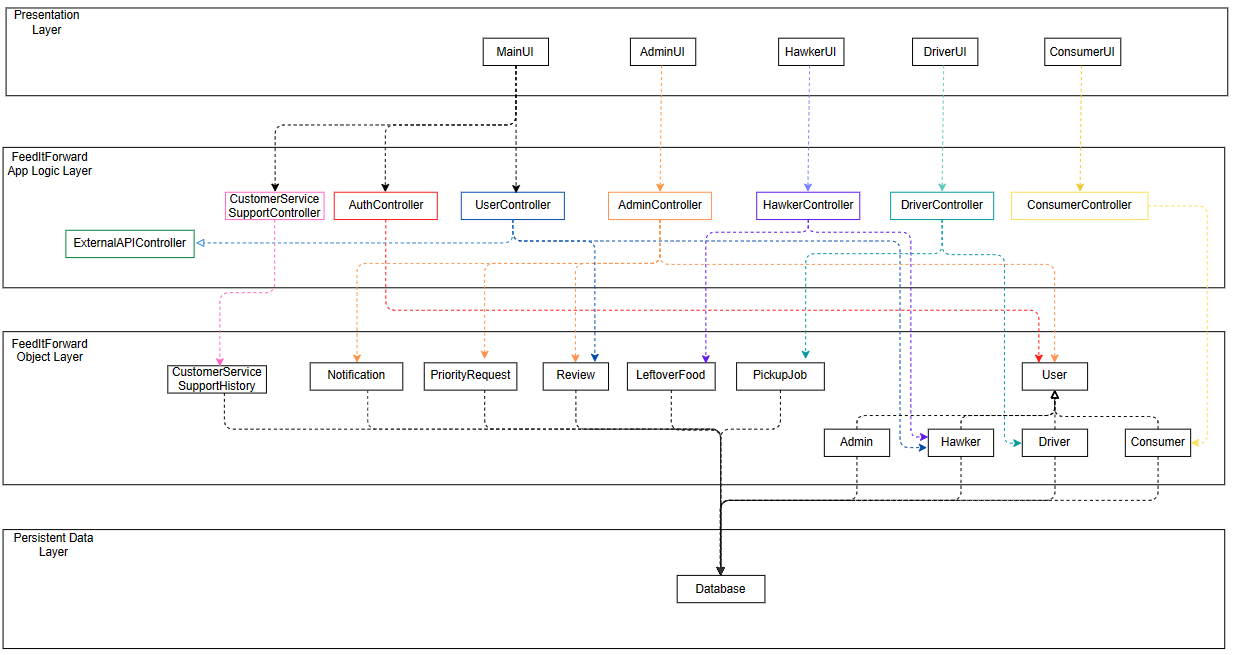 Presentation
Layer
MainUI
AdminUI
HawkerUI
DriverUI
ConsumerUI
FeedItForward
App Logic Layer
CustomerService
SupportController
AuthController
UserController
AdminController
HawkerController
DriverController
ConsumerController
ExternalAPIController
FeedItForward
Object Layer
CustomerService
SupportHistory
Notification
PriorityRequest
Review
LeftoverFood
PickupJob
User
Admin
Hawker
Driver
Consumer
Persistent Data
Layer
Database